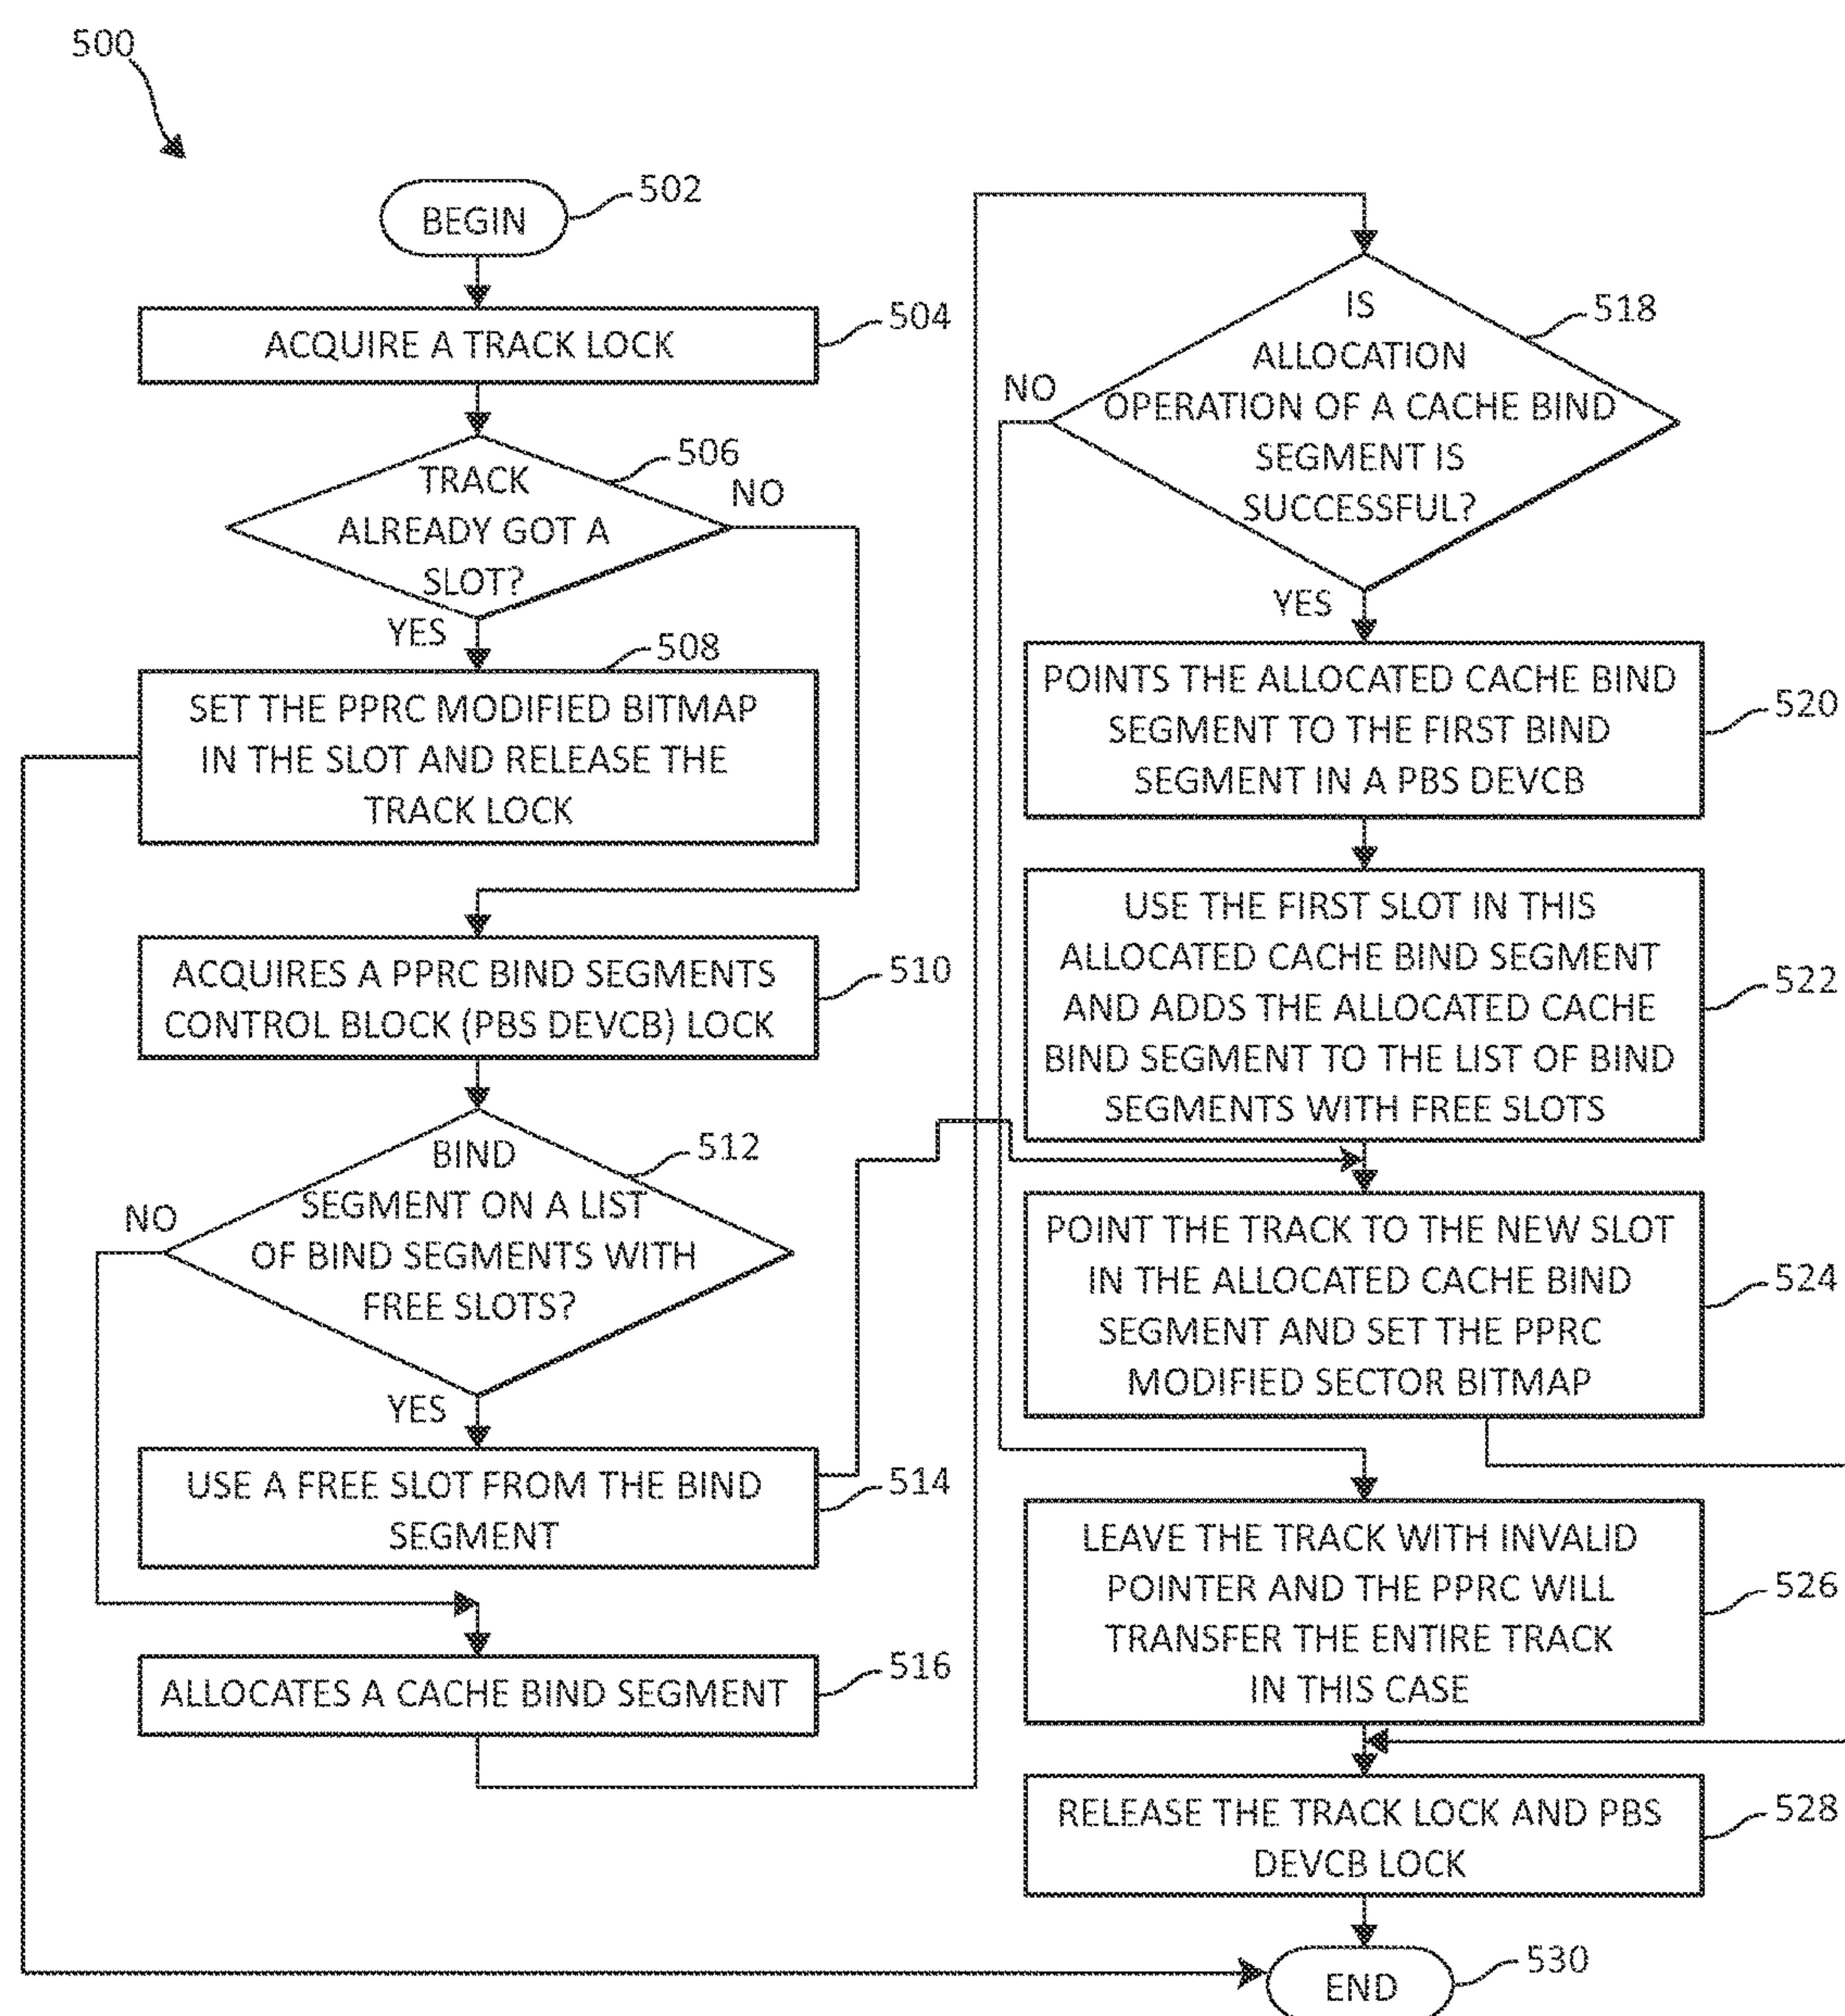 500
BEGIN
502
ACQUIRE A TRACK LOCK
504
TRACK
ALREADY GOT A
SLOT?
506
NO
YES
508
SET THE PPRC MODIFIED BITMAP
IN THE SLOT AND RELEASE THE
TRACK LOCK
ACQUIRES A PPRC BIND SEGMENTS
CONTROL BLOCK (PBS DEVCB) LOCK
510
BIND
SEGMENT ON A LIST
OF BIND SEGMENTS WITH
FREE SLOTS?
512
NO
YES
USE A FREE SLOT FROM THE BIND
SEGMENT
514
ALLOCATES A CACHE BIND SEGMENT
516
IS
ALLOCATION
OPERATION OF A CACHE BIND
SEGMENT IS
SUCCESSFUL?
518
NO
YES
POINTS THE ALLOCATED CACHE BIND
SEGMENT TO THE FIRST BIND
SEGMENT IN A PBS DEVCB
520
USE THE FIRST SLOT IN THIS
ALLOCATED CACHE BIND SEGMENT
AND ADDS THE ALLOCATED CACHE
BIND SEGMENT TO THE LIST OF BIND
SEGMENTS WITH FREE SLOTS
522
POINT THE TRACK TO THE NEW SLOT
IN THE ALLOCATED CACHE BIND
SEGMENT AND SET THE PPRC
MODIFIED SECTOR BITMAP
524
LEAVE THE TRACK WITH INVALID
POINTER AND THE PPRC WILL
TRANSFER THE ENTIRE TRACK
IN THIS CASE
526
RELEASE THE TRACK LOCK AND PBS
DEVCB LOCK
528
END
530